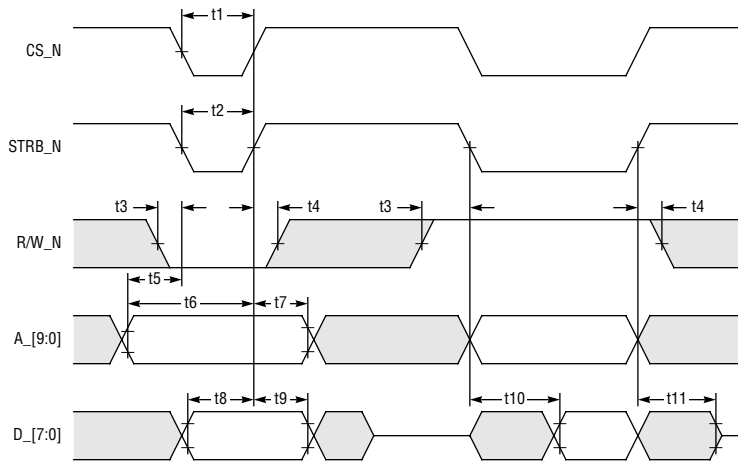 t1
CS_N
t2
STRB_N
t3
t4
t3
t4
R/W_N
t5
t6
t7
A_[9:0]
t8
t9
t10
t11
D_[7:0]